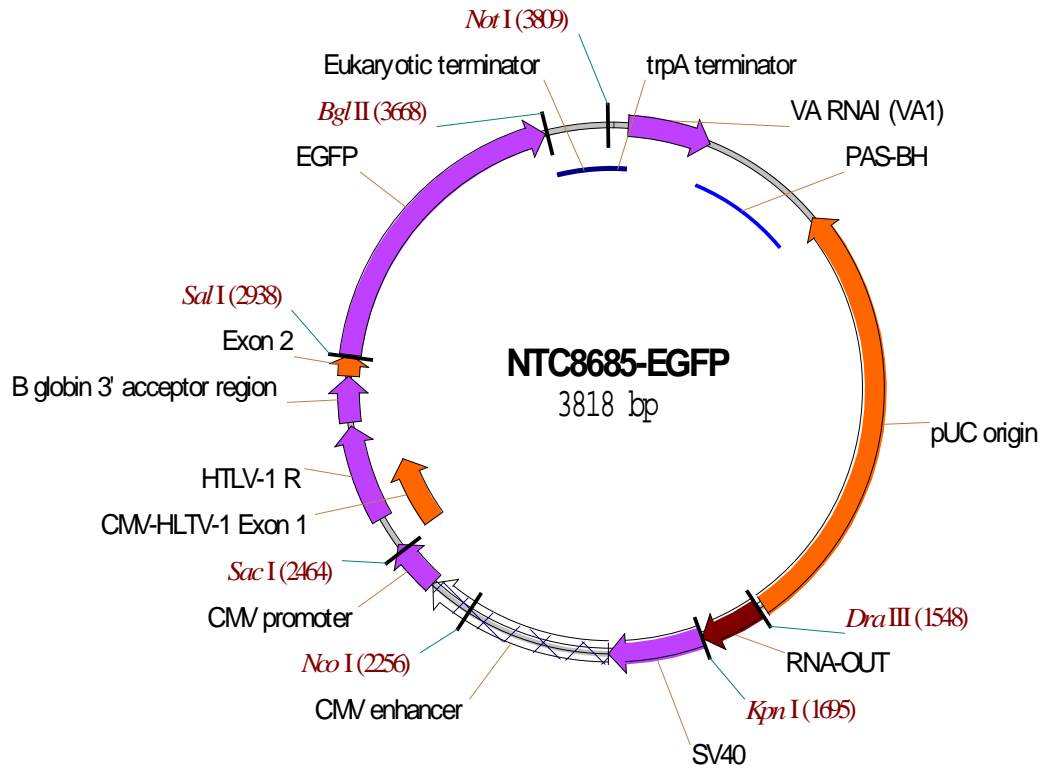 Not I (3809)
Eukaryotic terminator
trpA terminator
Bgl II (3668)
VA RNAI (VA1)
EGFP
PAS-BH
Sal I (2938)
Exon 2
NTC8685-EGFP
B globin 3' acceptor region
3818 bp
pUC origin
HTLV-1 R
CMV-HLTV-1 Exon 1
Sac I (2464)
CMV promoter
Dra III (1548)
Nco I (2256)
RNA-OUT
CMV enhancer
Kpn I (1695)
SV40